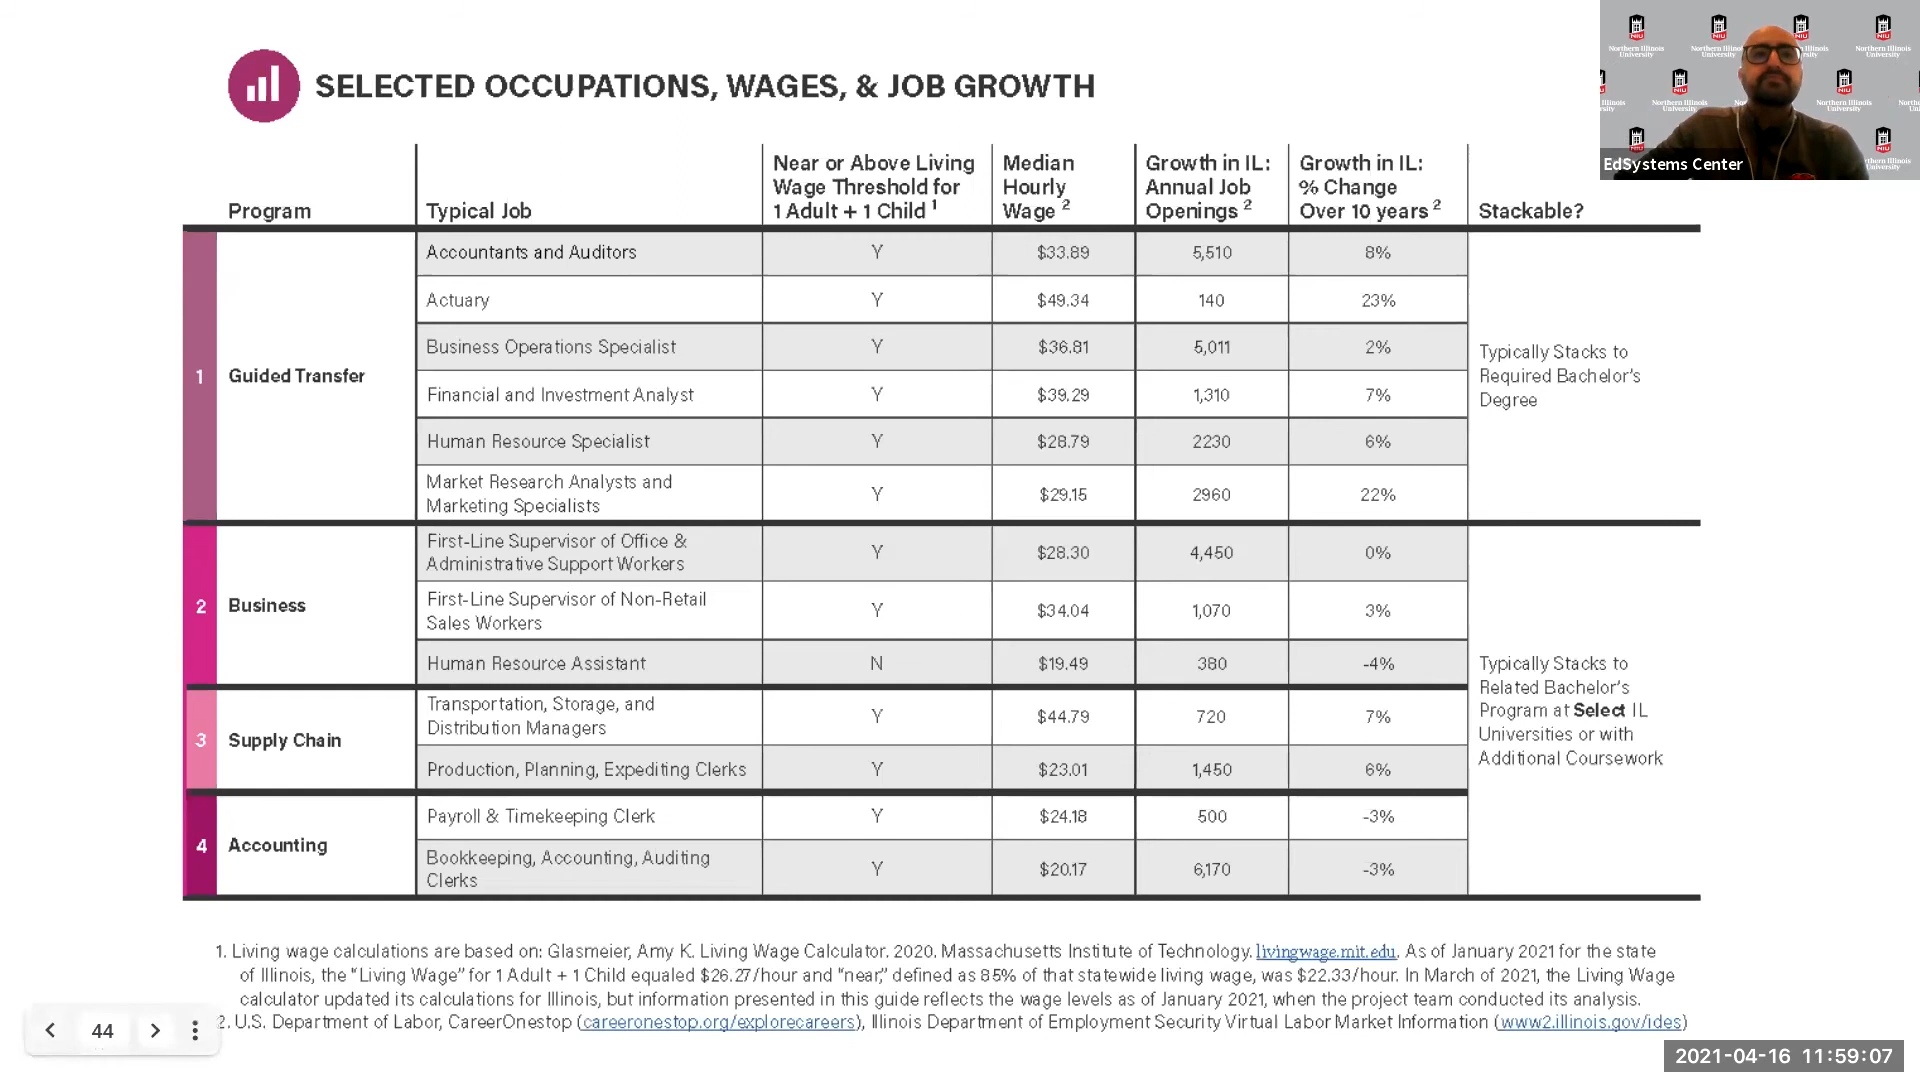 SELECTED OCCUPATIONS, WAGES, & JOB GROWTH
Northern Illinois
University
EdSystems Center
Program
Typical Job
Near or Above Living
Wage Threshold for
1 Adult + 1 Child 1
Median
Hourly
Wage 2
Growth in IL:
Annual Job
Openings 2
Growth in IL:
% Change
Over 10 years 2
Stackable?
1
Guided Transfer
Accountants and Auditors Y $33.89 5,510 8%
Actuary Y $49.34 140 23%
Business Operations Specialist Y $36.81 5,011 2%
Financial and Investment Analyst Y $39.29 1,310 7%
Human Resource Specialist Y $28.79 2230 6%
Market Research Analysts and
Marketing Specialists Y $29.15 2960 22%
Typically Stacks to
Required Bachelor's
Degree
2
Business
First-Line Supervisor of Office &
Administrative Support Workers Y $28.30 4,450 0%
First-Line Supervisor of Non-Retail
Sales Workers Y $34.04 1,070 3%
Human Resource Assistant N $19.49 380 -4%
3
Supply Chain
Transportation, Storage, and
Distribution Managers Y $44.79 720 7%
Production, Planning, Expediting Clerks Y $23.01 1,450 6%
4
Accounting
Payroll & Timekeeping Clerk Y $24.18 500 -3%
Bookkeeping, Accounting, Auditing
Clerks Y $20.17 6,170 -3%
Typically Stacks to
Related Bachelor's
Program at Select IL
Universities or with
Additional Coursework
1. Living wage calculations are based on: Glasmeier, Amy K. Living Wage Calculator. 2020. Massachusetts Institute of Technology. livingwage.mit.edu. As of January 2021 for the state
of Illinois, the "Living Wage" for 1 Adult + 1 Child equaled $26.27/hour and "near," defined as 85% of that statewide living wage, was $22.33/hour. In March of 2021, the Living Wage
calculator updated its calculations for Illinois, but information presented in this guide reflects the wage levels as of January 2021, when the project team conducted its analysis.
2. U.S. Department of Labor, CareerOnestop (careeronestop.org/explorecareers), Illinois Department of Employment Security Virtual Labor Market Information (www2.illinois.gov/ides)
44
2021-04-16 11:59:07